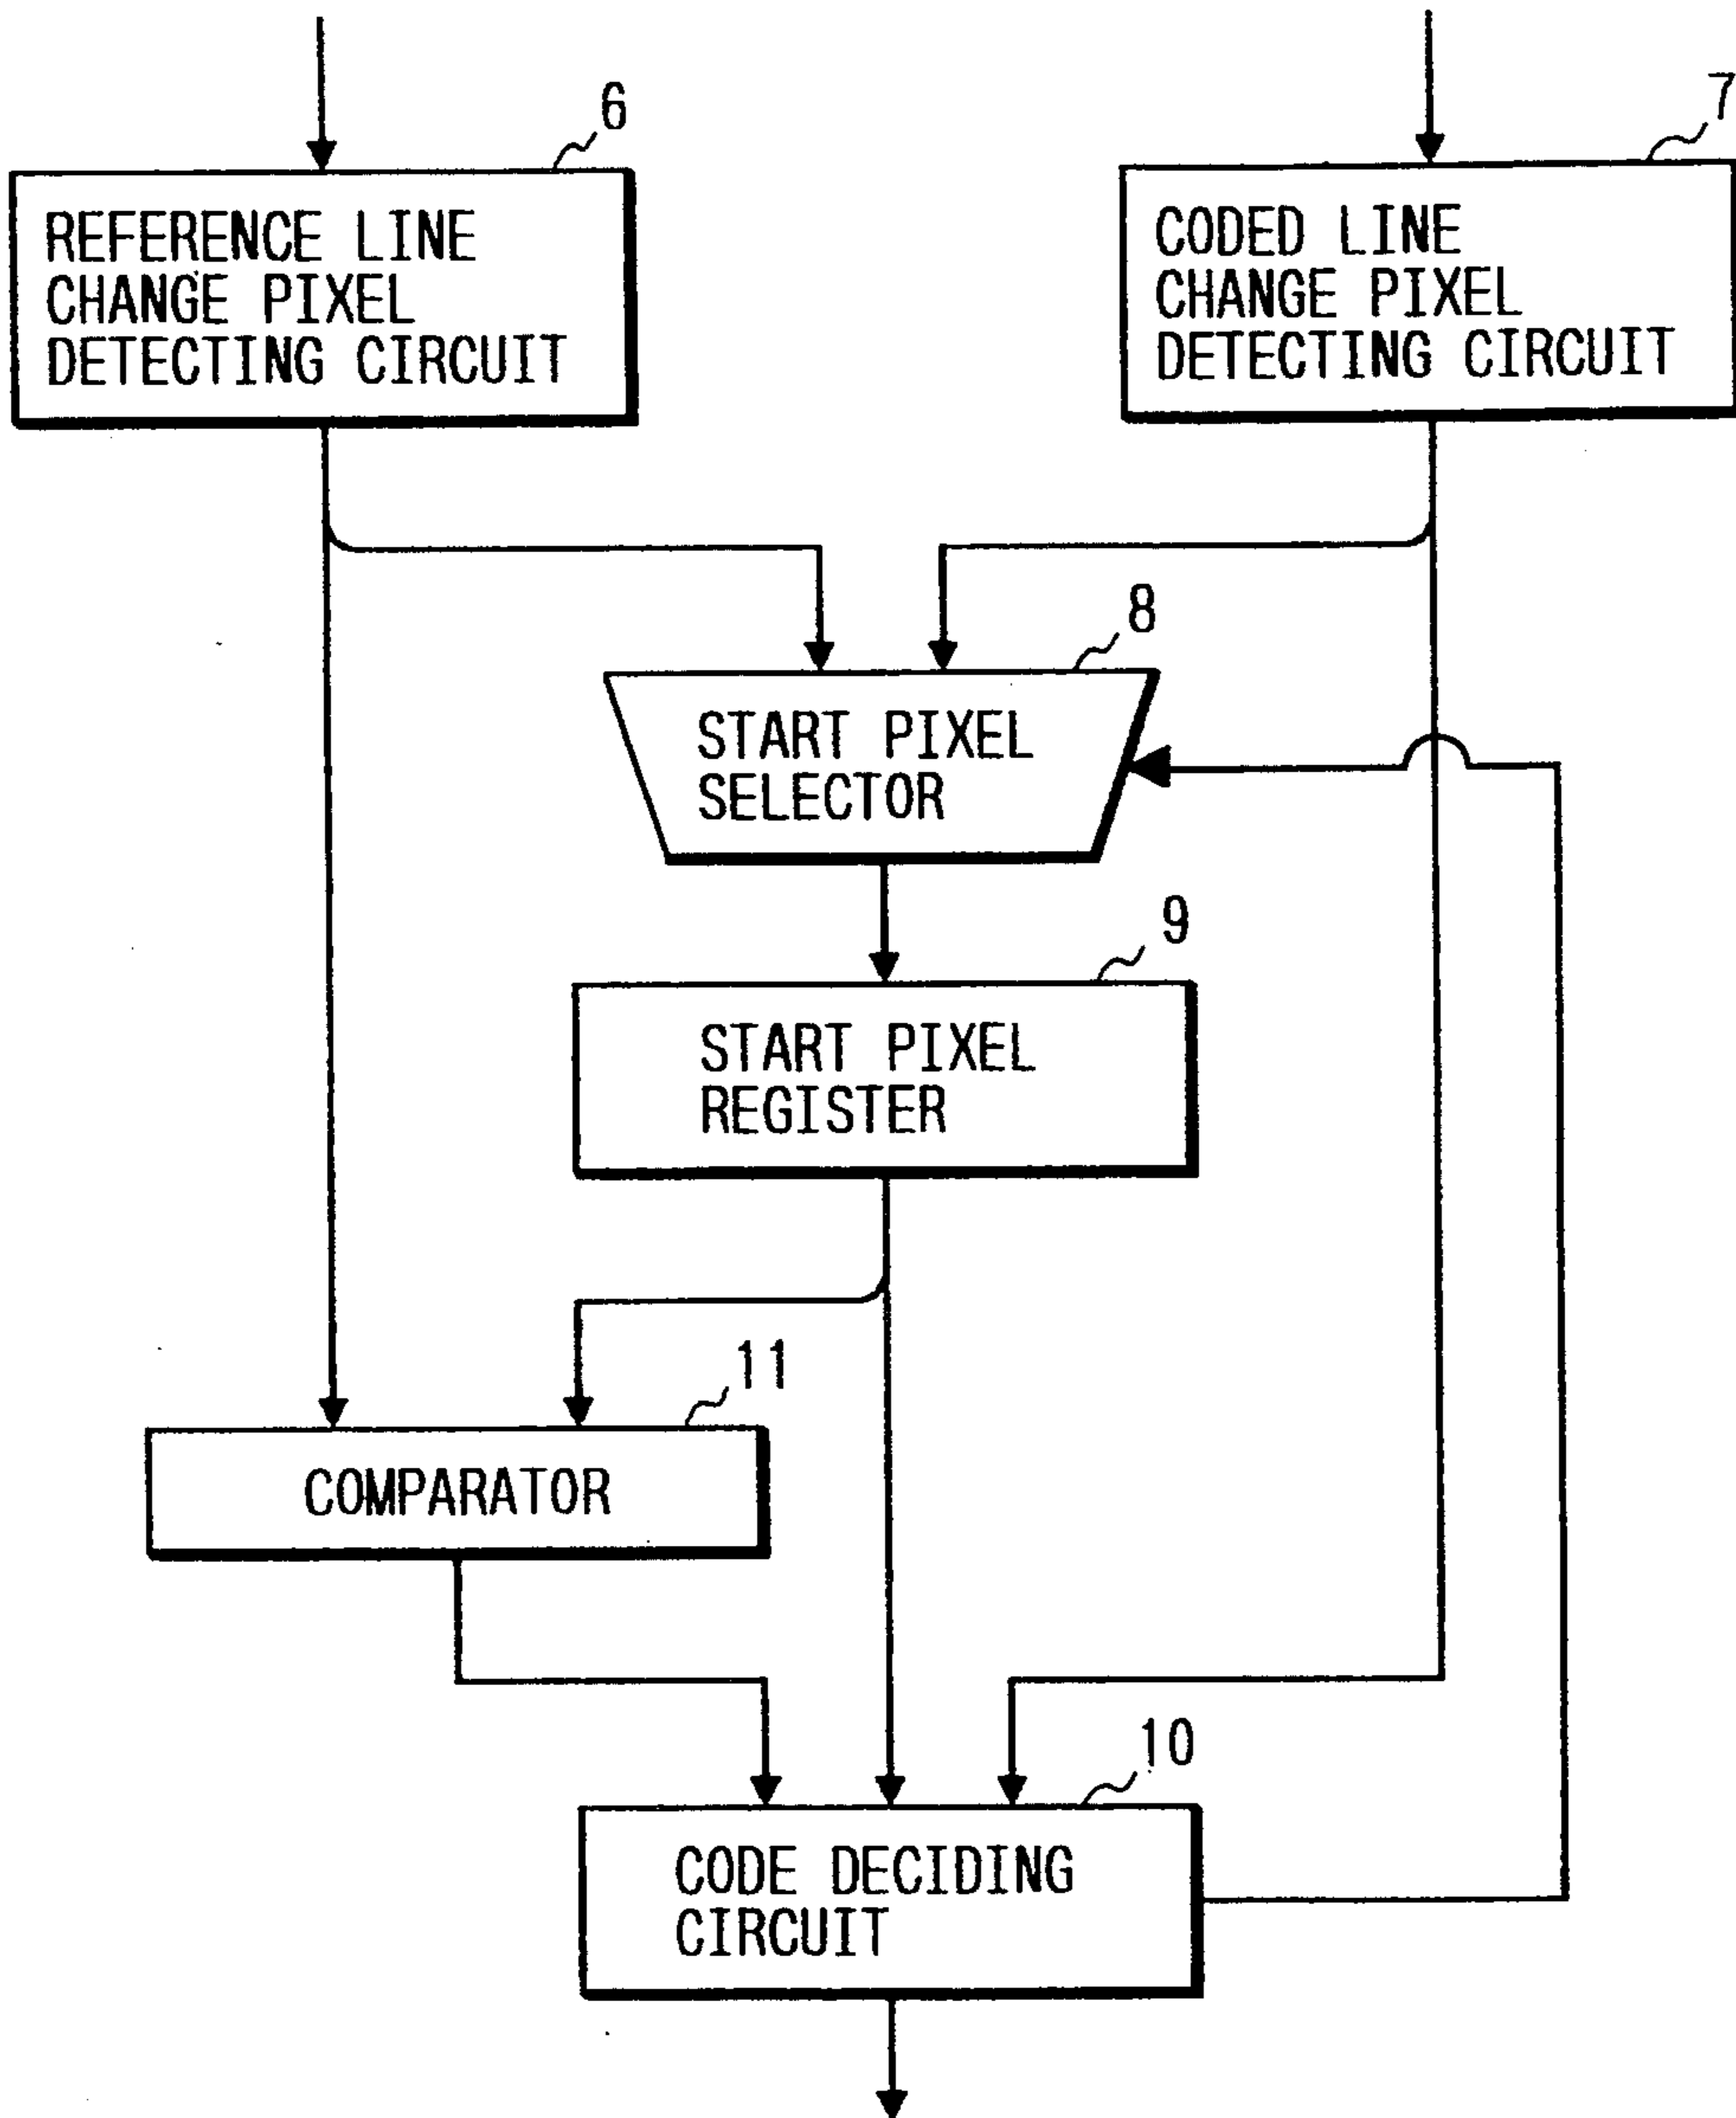 6
REFERENCE LINE
CHANGE PIXEL
DETECTING CIRCUIT
7
CODED LINE
CHANGE PIXEL
DETECTING CIRCUIT
8
START PIXEL
SELECTOR
9
START PIXEL
REGISTER
11
COMPARATOR
10
CODE DECIDING
CIRCUIT